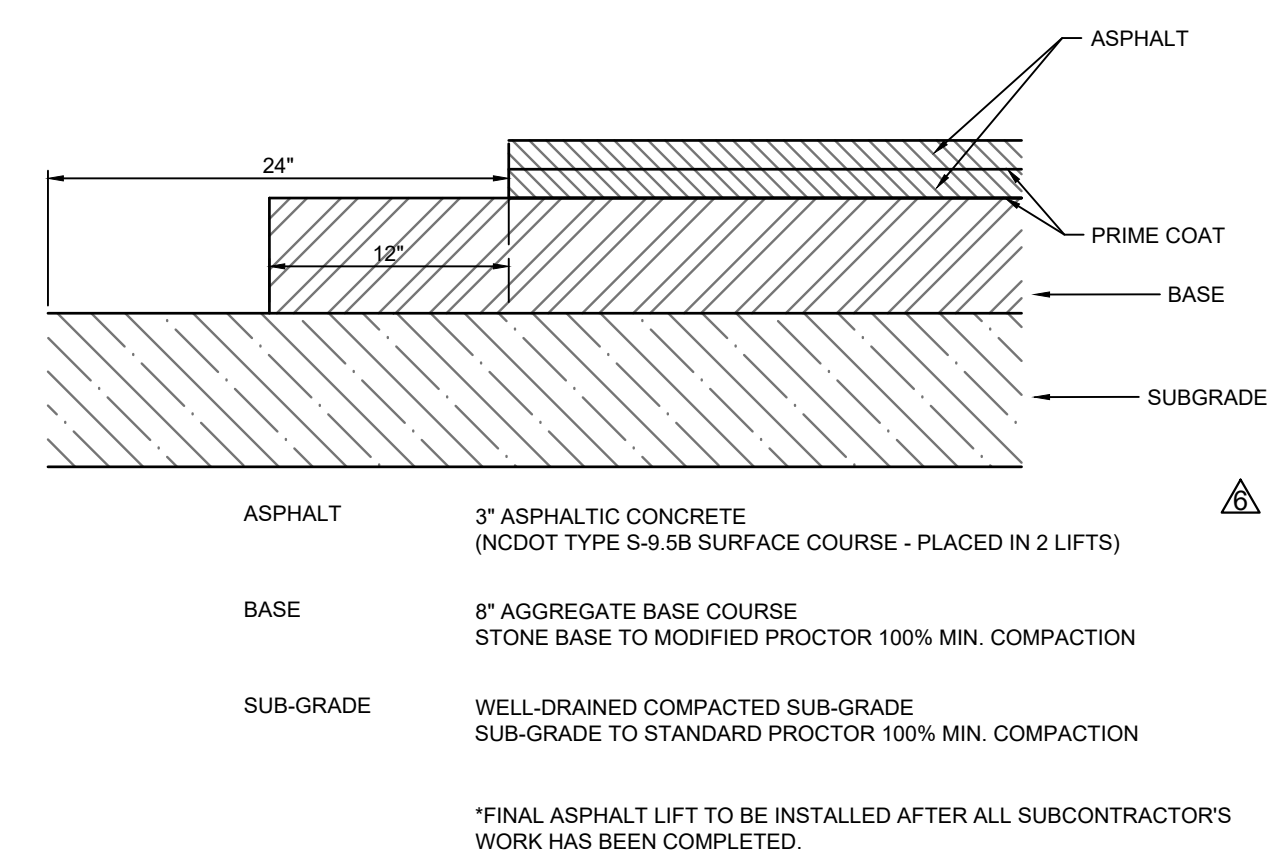 ASPHALT
24"
PRIME COAT
12"
BASE
SUBGRADE
6
ASPHALT 3" ASPHALTIC CONCRETE
(NCDOT TYPE S-9.5B SURFACE COURSE - PLACED IN 2 LIFTS)
BASE 8" AGGREGATE BASE COURSE
STONE BASE TO MODIFIED PROCTOR 100% MIN. COMPACTION
SUB-GRADE WELL-DRAINED COMPACTED SUB-GRADE
SUB-GRADE TO STANDARD PROCTOR 100% MIN. COMPACTION
*FINAL ASPHALT LIFT TO BE INSTALLED AFTER ALL SUBCONTRACTOR'S
WORK HAS BEEN COMPLETED.